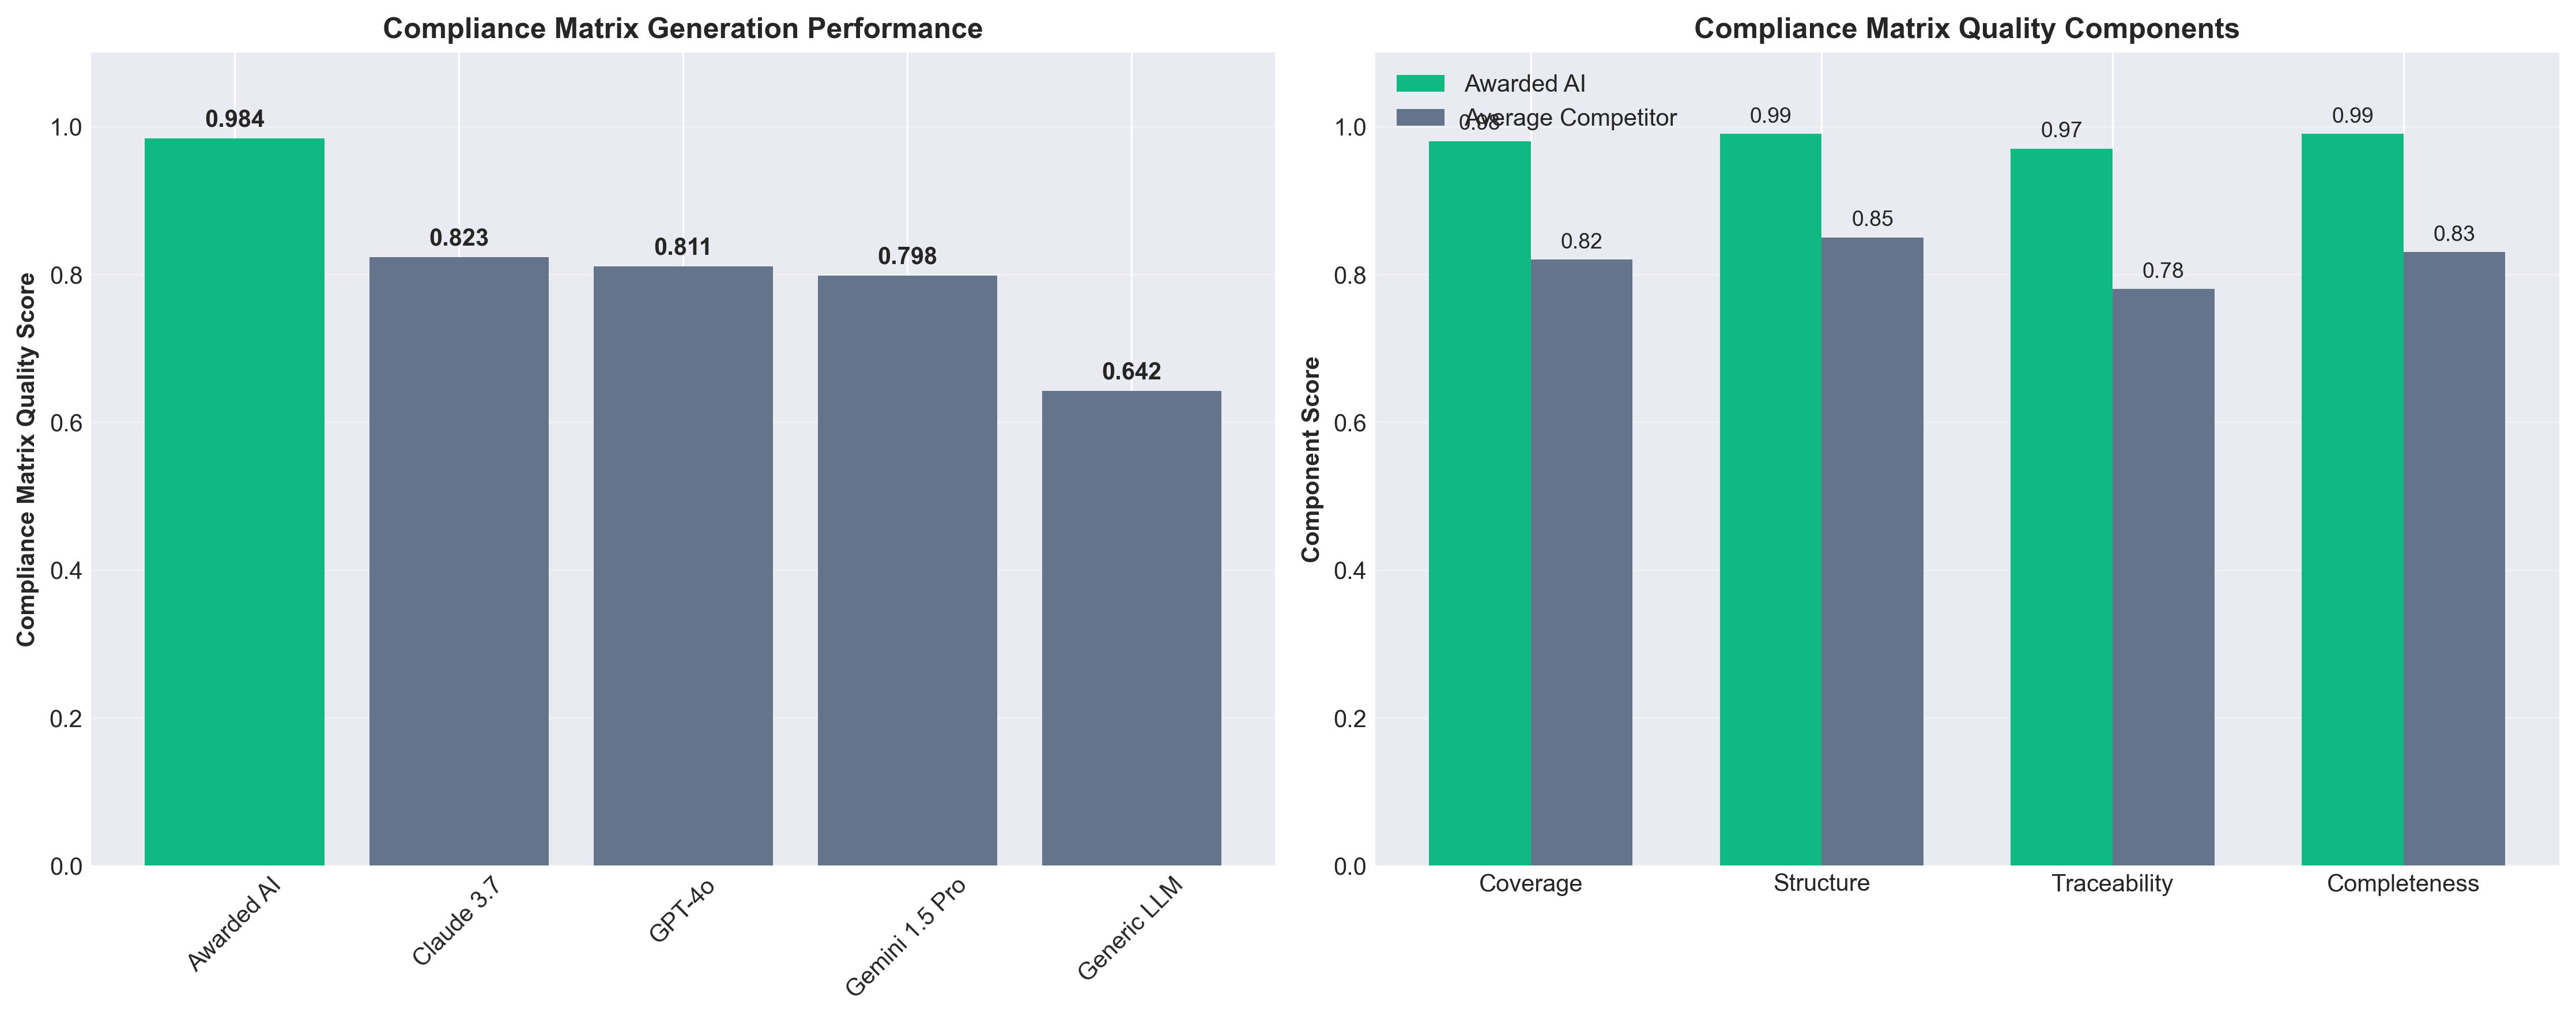 Compliance Matrix Generation Performance
Compliance Matrix Quality Score
1.0
0.8
0.6
0.4
0.2
0.0
0.984
0.823
0.811
0.798
0.642
Awarded AI
Claude 3.7
GPT-4o
Gemini 1.5 Pro
Generic LLM
Compliance Matrix Quality Components
Awarded AI
Average Competitor
Component Score
1.0
0.8
0.6
0.4
0.2
0.0
0.98
0.82
0.99
0.85
0.97
0.78
0.99
0.83
Coverage
Structure
Traceability
Completeness